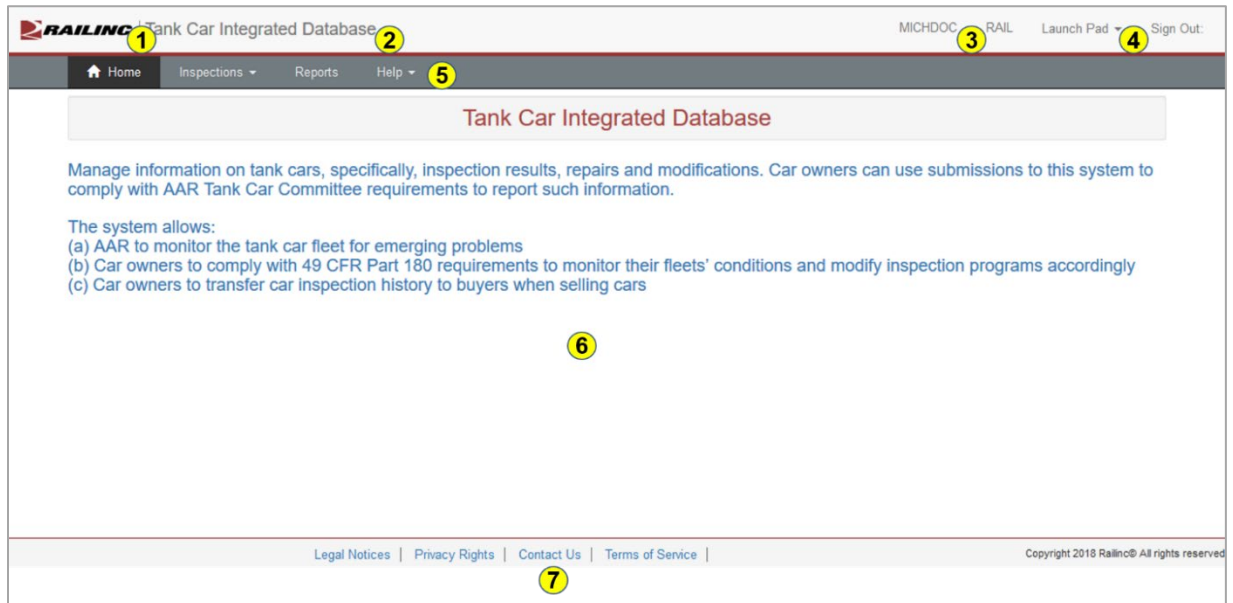 RAILINC Tank Car Integrated Database MICHDOC RAIL Launch Pad Sign Out:
1 2 3 4
Home Inspections Reports Help 5
Tank Car Integrated Database
Manage information on tank cars, specifically, inspection results, repairs and modifications. Car owners can use submissions to this system to
comply with AAR Tank Car Committee requirements to report such information.
The system allows:
(a) AAR to monitor the tank car fleet for emerging problems
(b) Car owners to comply with 49 CFR Part 180 requirements to monitor their fleets' conditions and modify inspection programs accordingly
(c) Car owners to transfer car inspection history to buyers when selling cars
6
Legal Notices | Privacy Rights | Contact Us | Terms of Service | Copyright 2018 Railinc© All rights reserved
7